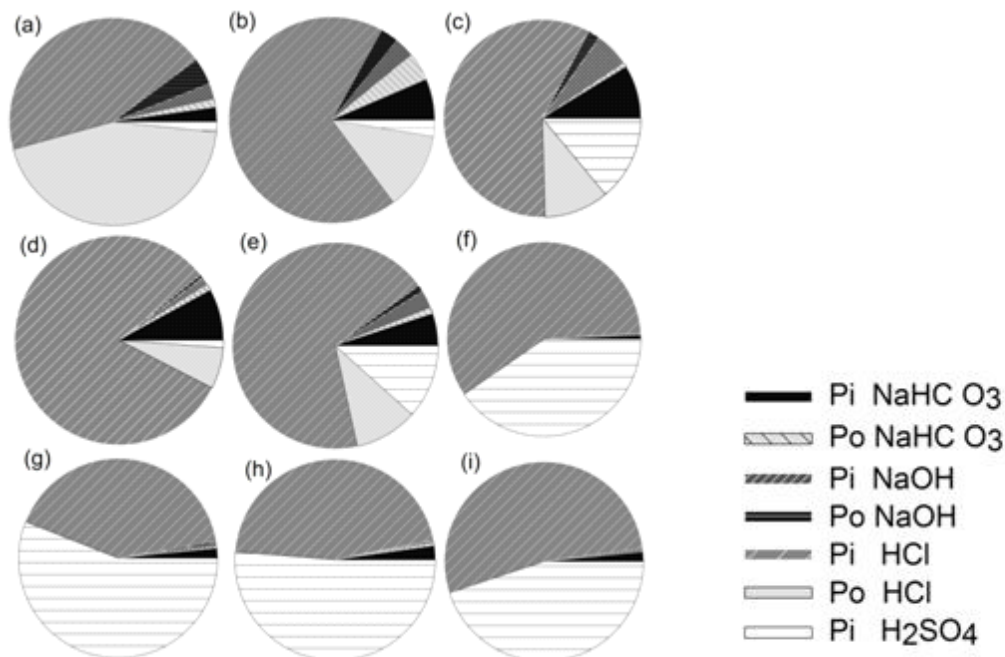 (a)
(b)
(c)
(d)
(e)
(f)
(g)
(h)
(i)
Pi NaHC O3
Po NaHC O3
Pi NaOH
Po NaOH
Pi HCl
Po HCl
Pi H2SO4